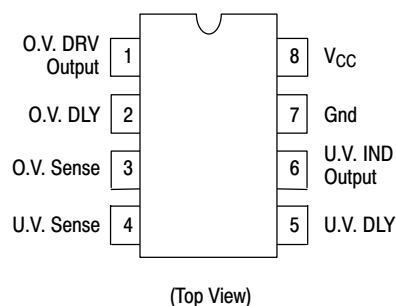 O.V. DRV
Output
1
8
VCC
O.V. DLY
2
7
Gnd
O.V. Sense
3
6
U.V. IND
Output
U.V. Sense
4
5
U.V. DLY
(Top View)